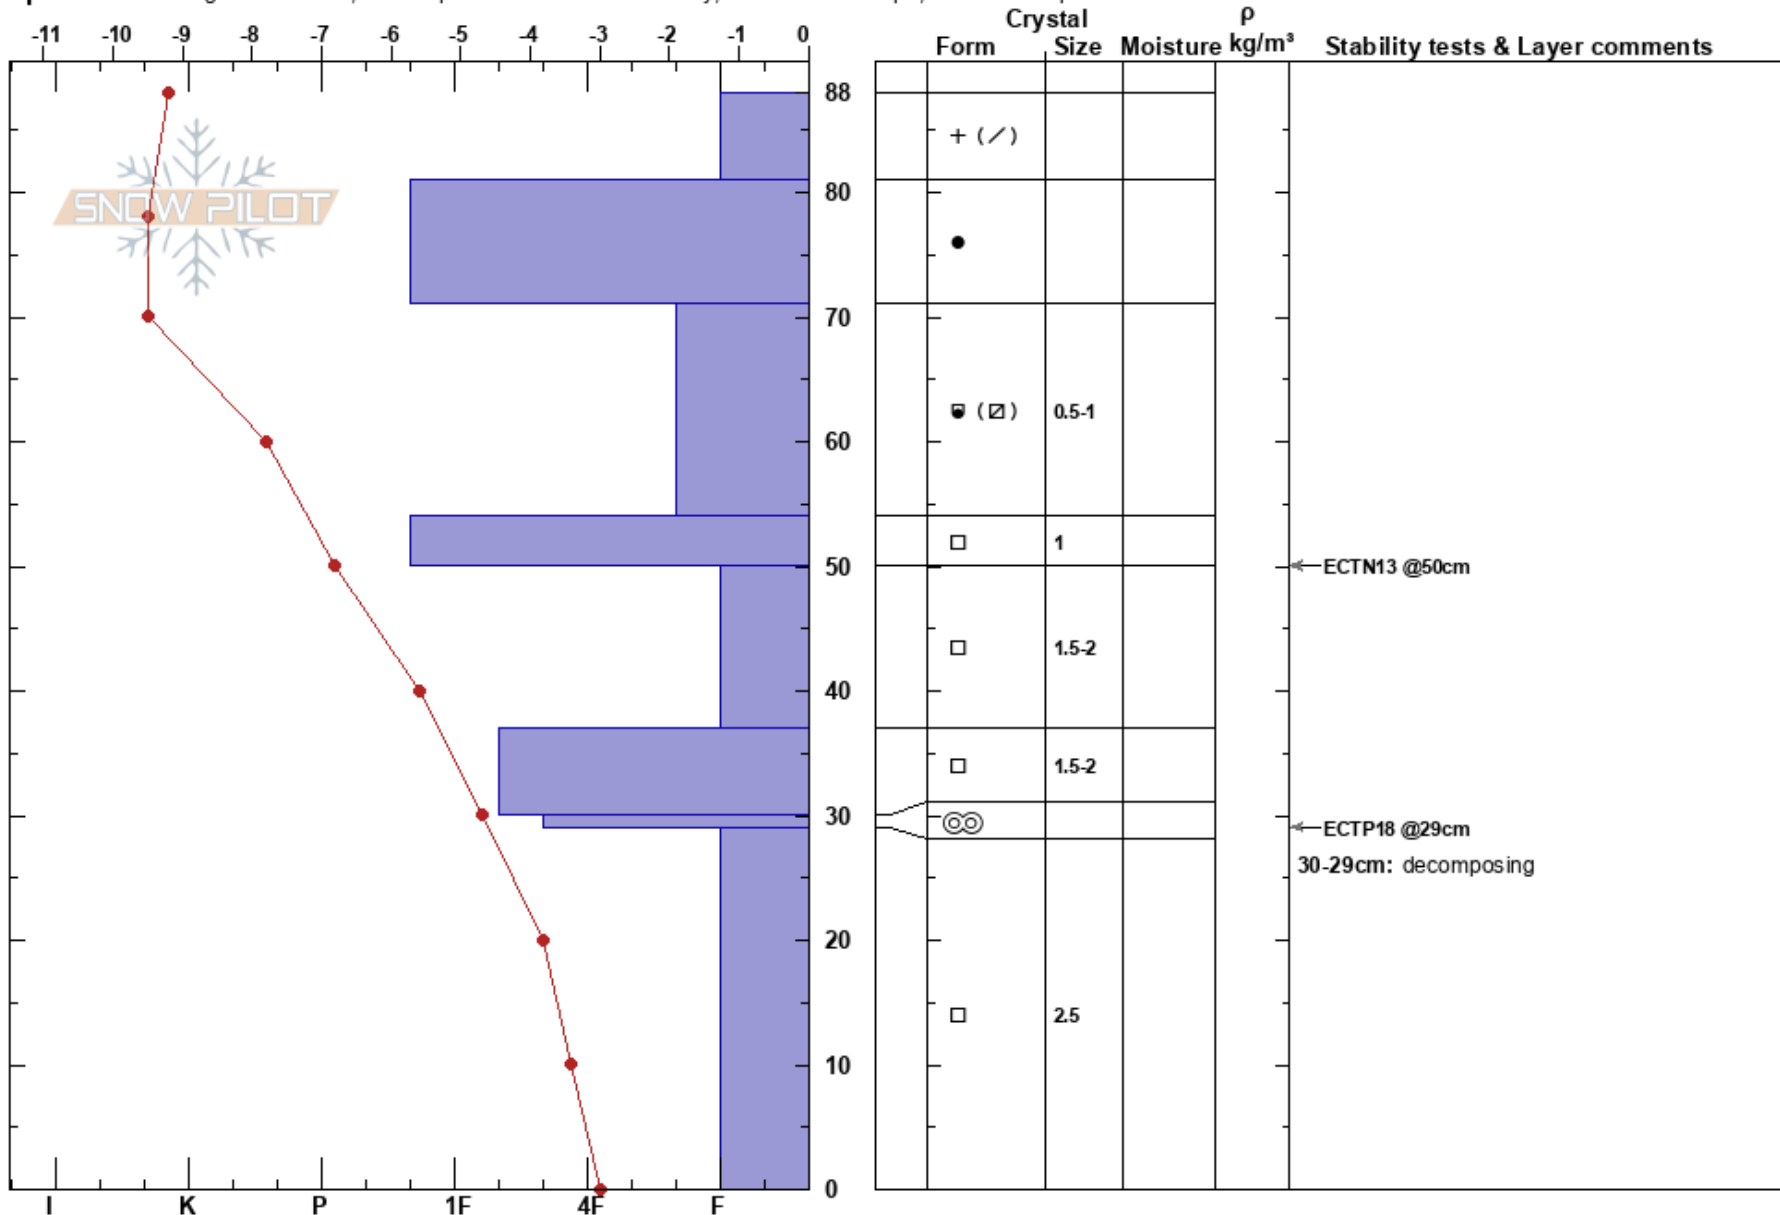 -11 -10 -9 -8 -7 -6 -5 -4 -3 -2 -1 0
Crystal
Form Size Moisture ρ kg/m³ Stability tests & Layer comments
88
+ (/)
SNOW PILOT
80
●
70
( ) 0.5-1
60
□ 1
50 ECTN13 @50cm
□ 1.5-2
40
□ 1.5-2
30
ECTP18 @29cm
30-29cm: decomposing
20
□ 2.5
10
0
I K P 1F 4F F